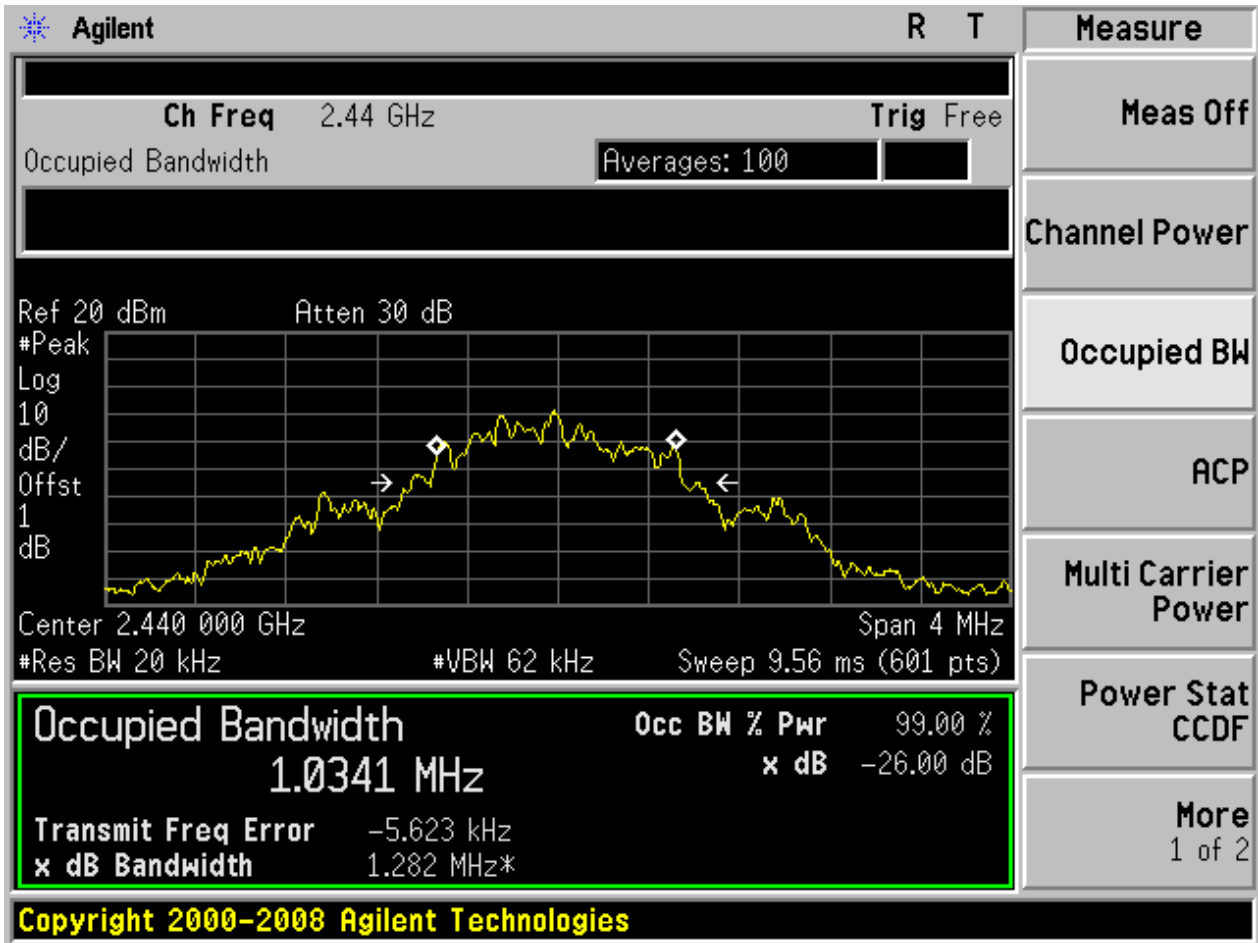 Agilent R T
Measure
Ch Freq 2.44 GHz Trig Free
Occupied Bandwidth Averages: 100
Ref 20 dBm Atten 30 dB
#Peak
Log
10
dB/
Offst
1
dB
Center 2.440 000 GHz Span 4 MHz
#Res BW 20 kHz #VBW 62 kHz Sweep 9.56 ms (601 pts)
Occupied Bandwidth Occ BW % Pwr 99.00 %
1.0341 MHz x dB -26.00 dB
Transmit Freq Error -5.623 kHz
x dB Bandwidth 1.282 MHz*
Meas Off
Channel Power
Occupied BW
ACP
Multi Carrier
Power
Power Stat
CCDF
More
1 of 2
Copyright 2000-2008 Agilent Technologies